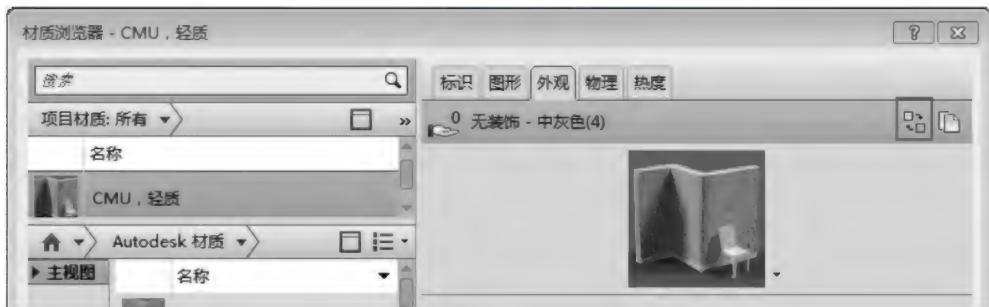 材质浏览器 - CMU，轻质
搜索
项目材质: 所有
名称
CMU，轻质
Autodesk 材质
主视图
名称
标识 图形 外观 物理 热度
0 无装饰 - 中灰色(4)